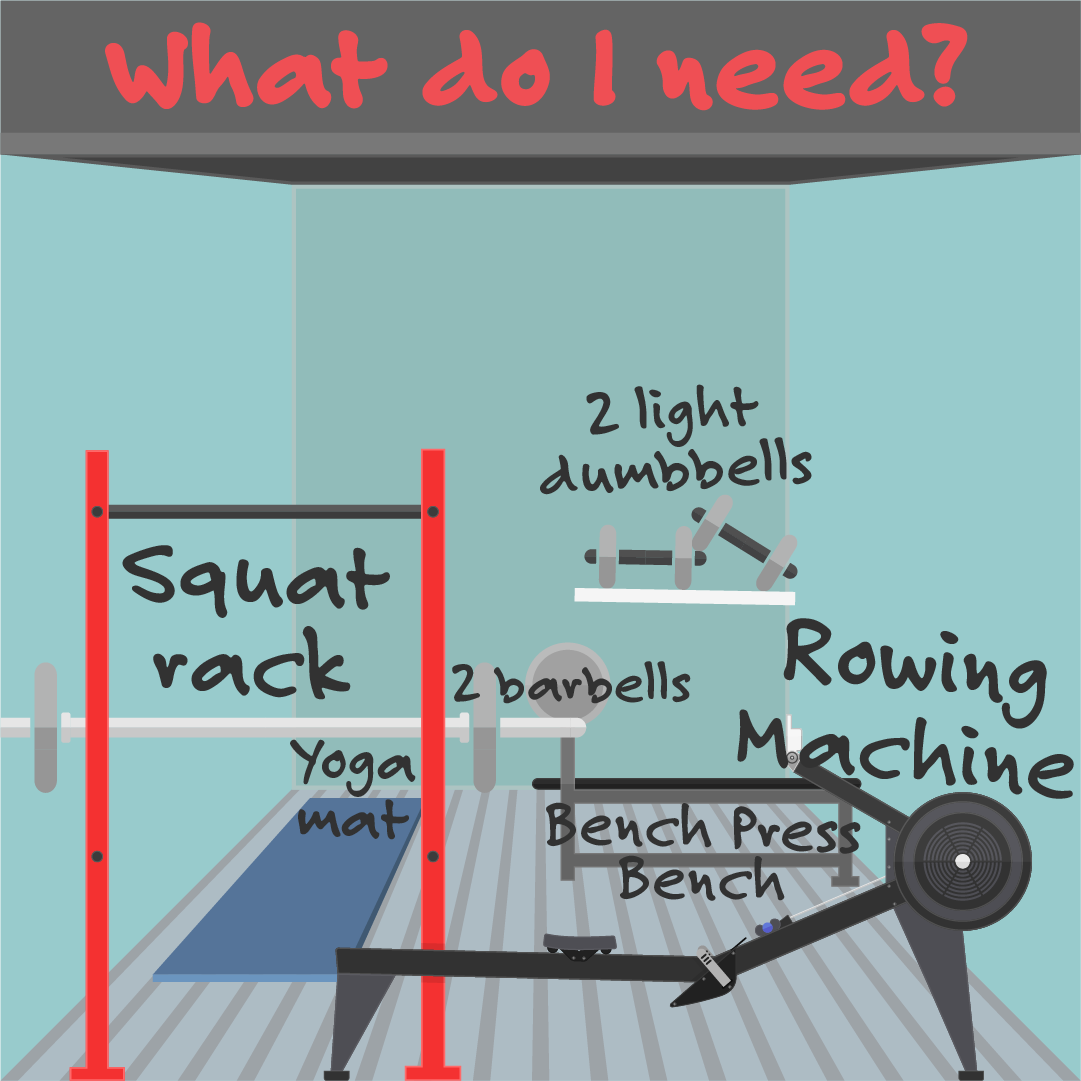 What do I need?
2 light
dumbbells
Squat
rack
2 barbells
Rowing
Machine
Yoga
mat
Bench Press
Bench